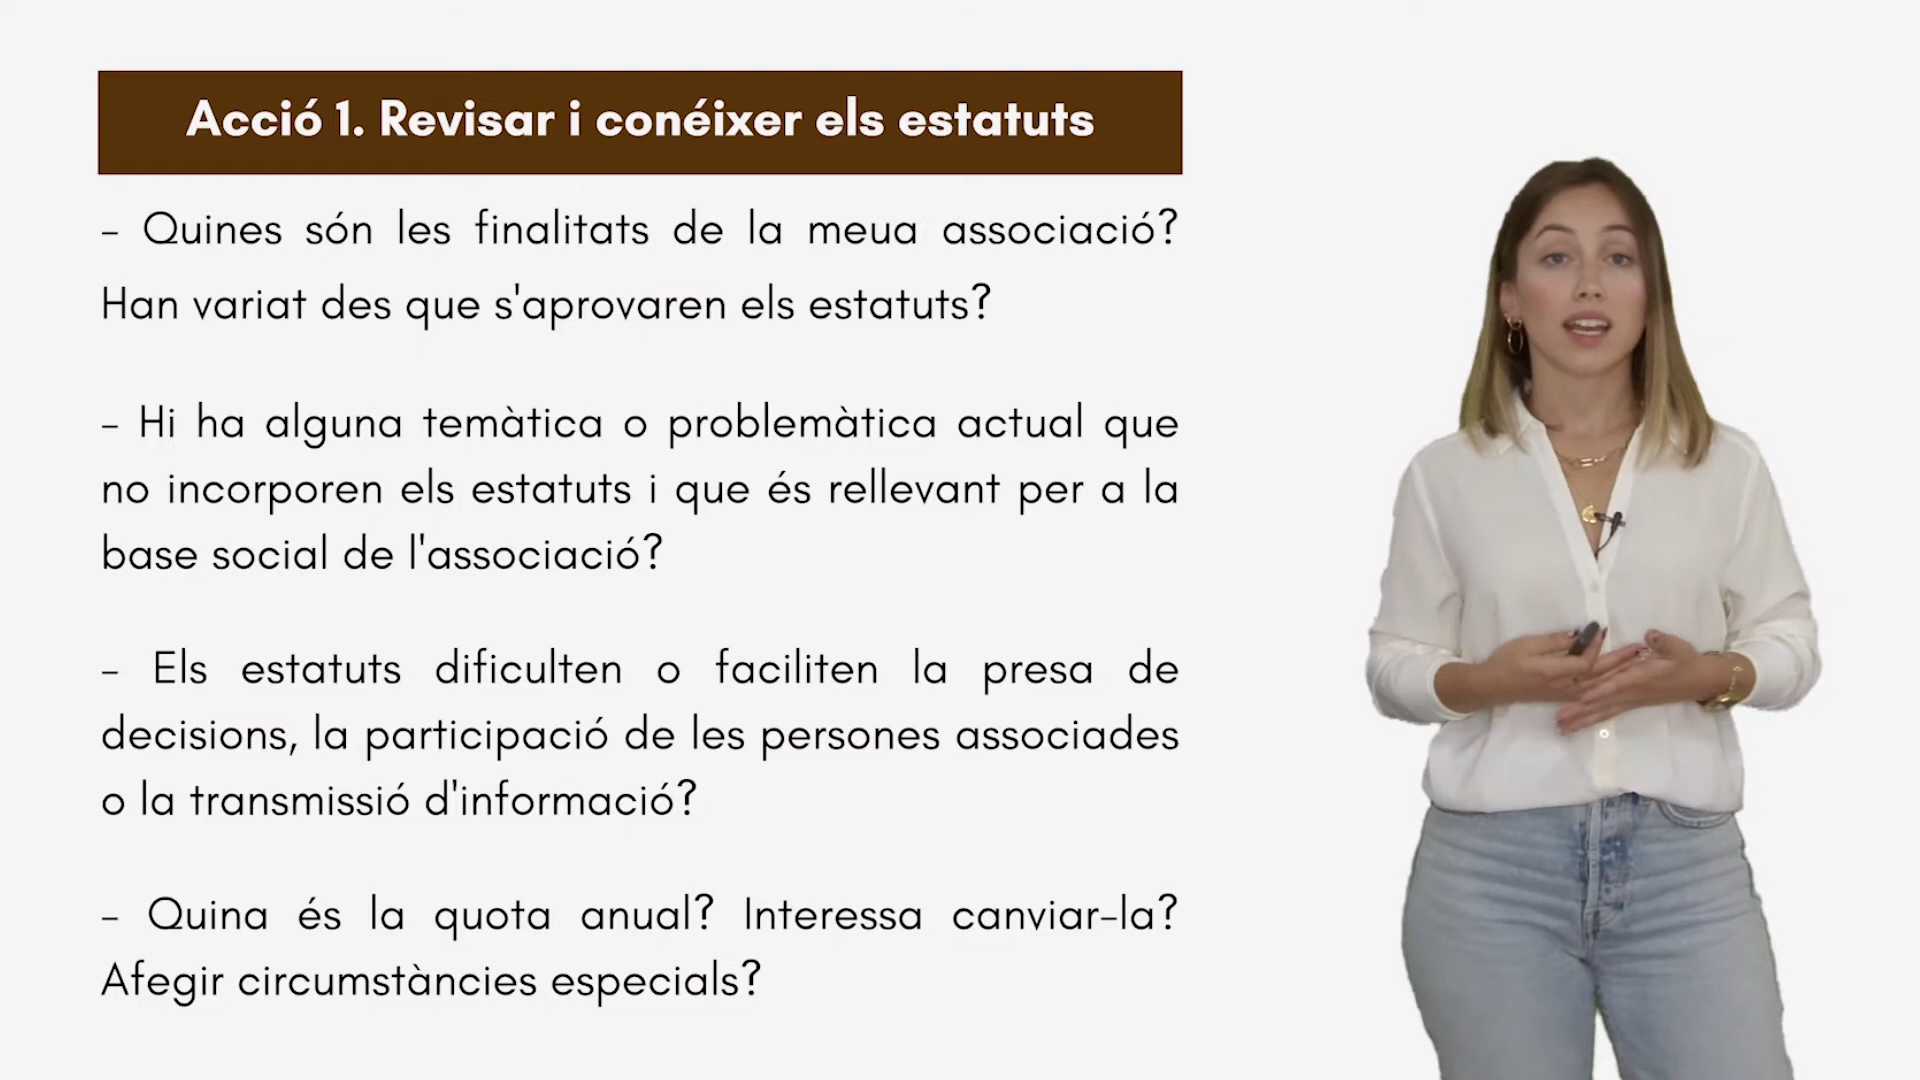 Acció 1. Revisar i conéixer els estatuts
- Quines són les finalitats de la meua associació?
Han variat des que s'aprovaren els estatuts?
- Hi ha alguna temàtica o problemàtica actual que
no incorporen els estatuts i que és rellevant per a la
base social de l'associació?
- Els estatuts dificulten o faciliten la presa de
decisions, la participació de les persones associades
o la transmissió d'informació?
- Quina és la quota anual? Interessa canviar-la?
Afegir circumstàncies especials?